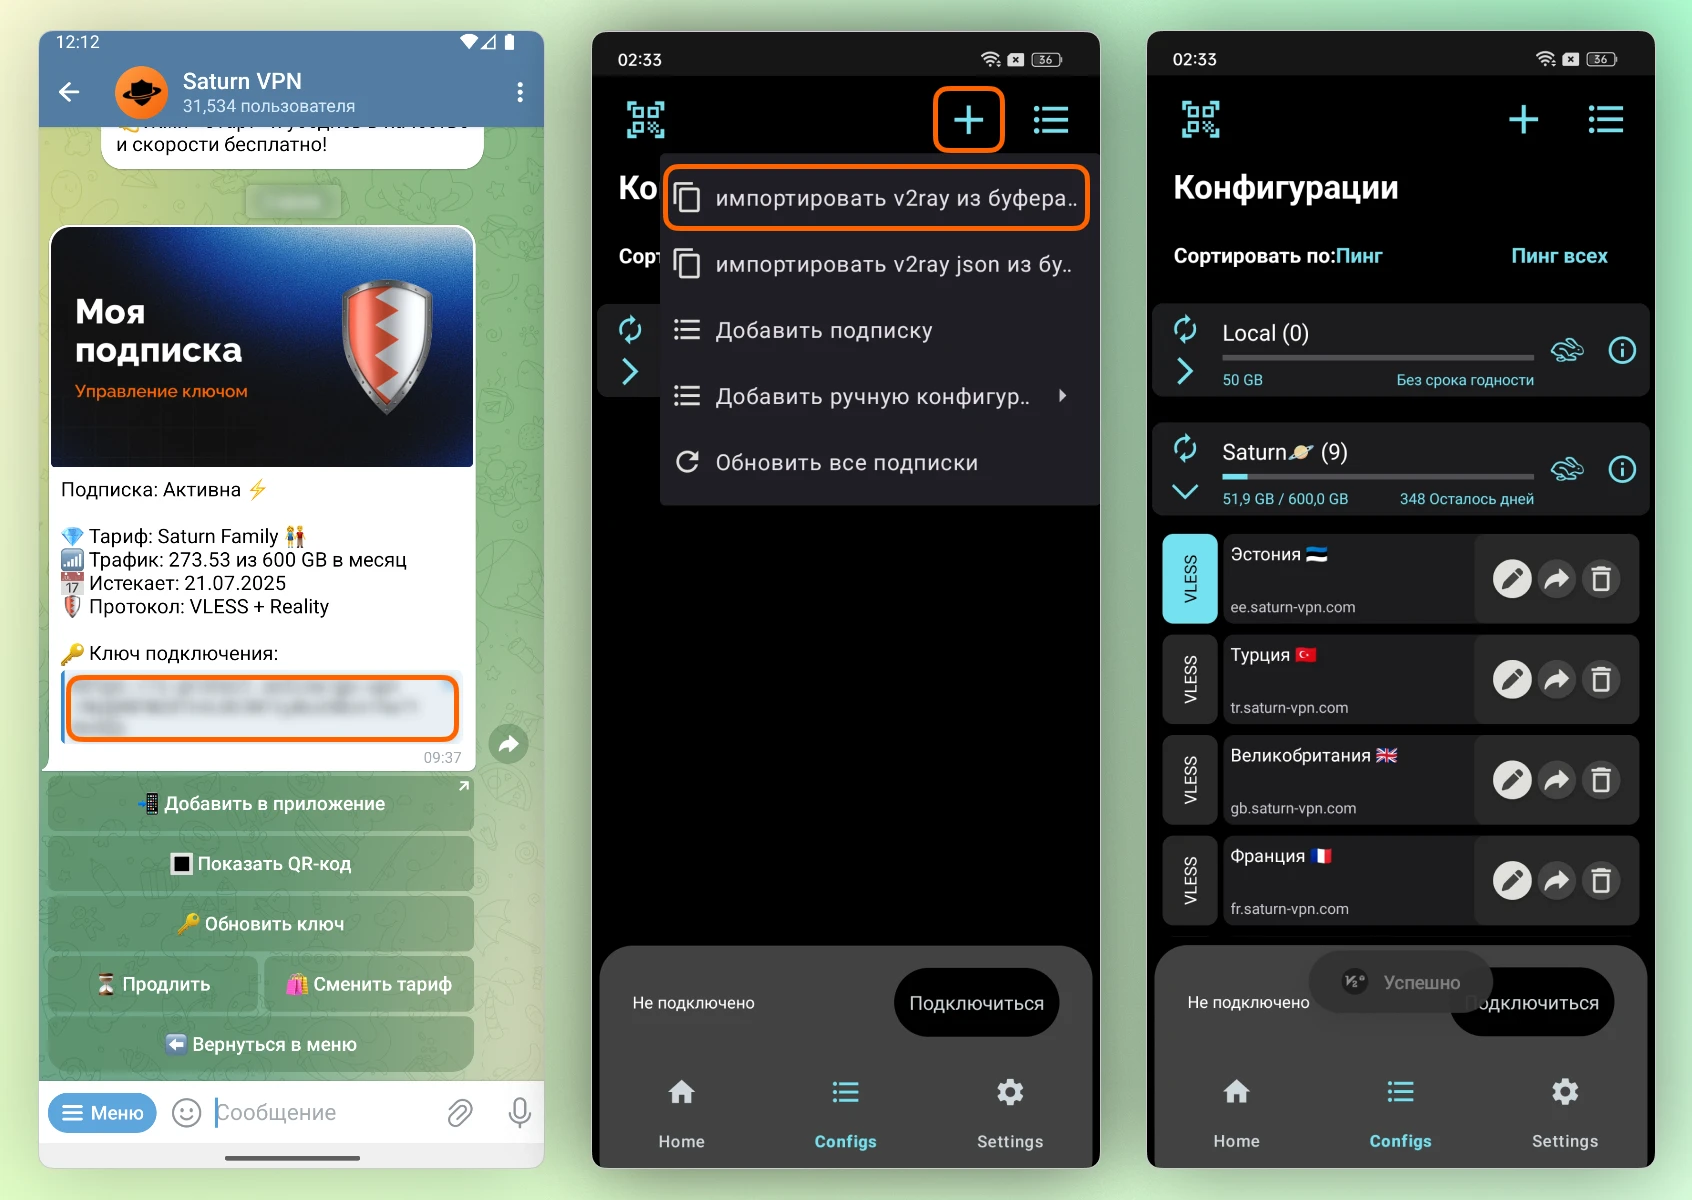 12:12
Saturn VPN
31,534 пользователя
и скорости бесплатно!
Моя
подписка
Управление ключом
Подписка: Активна ⚡
💎 Тариф: Saturn Family 👫
📶 Трафик: 273.53 из 600 GB в месяц
📅 Истекает: 21.07.2025
🛡 Протокол: VLESS + Reality
🔑 Ключ подключения:
09:37
📲 Добавить в приложение
🔳 Показать QR-код
🔑 Обновить ключ
⏳ Продлить
🛍 Сменить тариф
⬅️ Вернуться в меню
Меню
Сообщение
02:33
36
Ко
импортировать v2ray из буфера..
Сорт
импортировать v2ray json из бу..
Добавить подписку
Добавить ручную конфигур..
Обновить все подписки
Не подключено
Подключиться
Home
Configs
Settings
02:33
36
Конфигурации
Сортировать по:Пинг
Пинг всех
Local (0)
50 GB
Без срока годности
Saturn🪐 (9)
51,9 GB / 600,0 GB
348 Осталось дней
VLESS
Эстония 🇪🇪
ee.saturn-vpn.com
VLESS
Турция 🇹🇷
tr.saturn-vpn.com
VLESS
Великобритания 🇬🇧
gb.saturn-vpn.com
VLESS
Франция 🇫🇷
fr.saturn-vpn.com
Успешно
Не подключено
одключиться
Home
Configs
Settings